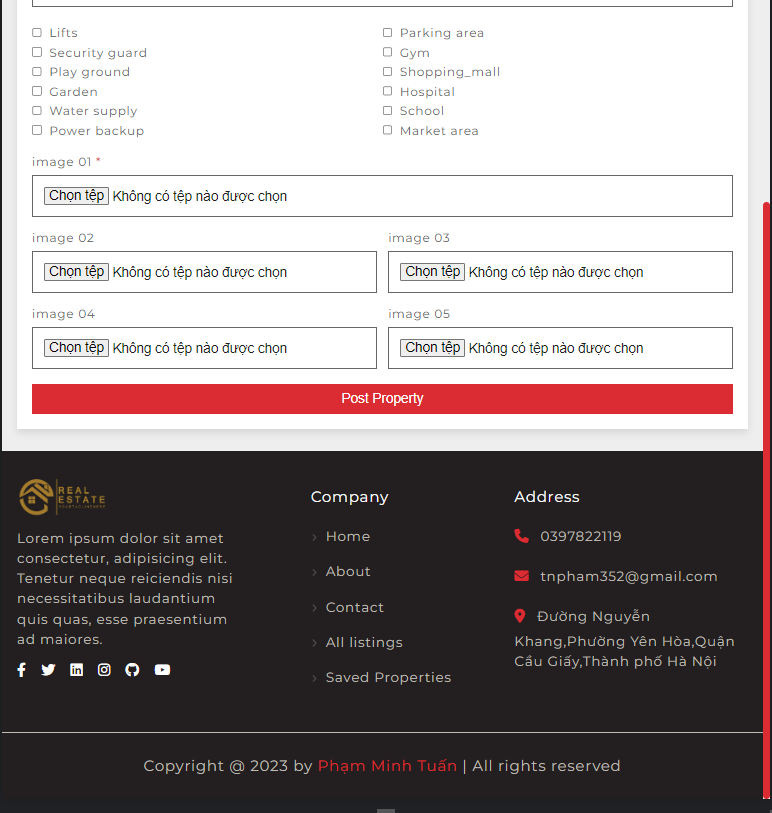 Lifts
Parking area
Security guard
Gym
Play ground
Shopping_mall
Garden
Hospital
Water supply
School
Power backup
Market area
image 01 *
Chọn tệp Không có tệp nào được chọn
image 02
image 03
Chọn tệp Không có tệp nào được chọn
Chọn tệp Không có tệp nào được chọn
image 04
image 05
Chọn tệp Không có tệp nào được chọn
Chọn tệp Không có tệp nào được chọn
Post Property
REAL
ESTATE
Lorem ipsum dolor sit amet
consectetur, adipisicing elit.
Tenetur neque reiciendis nisi
necessitatibus laudantium
quis quas, esse praesentium
ad maiores.
Company
Home
About
Contact
All listings
Saved Properties
Address
0397822119
tnpham352@gmail.com
Đường Nguyễn
Khang,Phường Yên Hòa,Quận
Cầu Giấy,Thành phố Hà Nội
Copyright @ 2023 by Phạm Minh Tuấn | All rights reserved